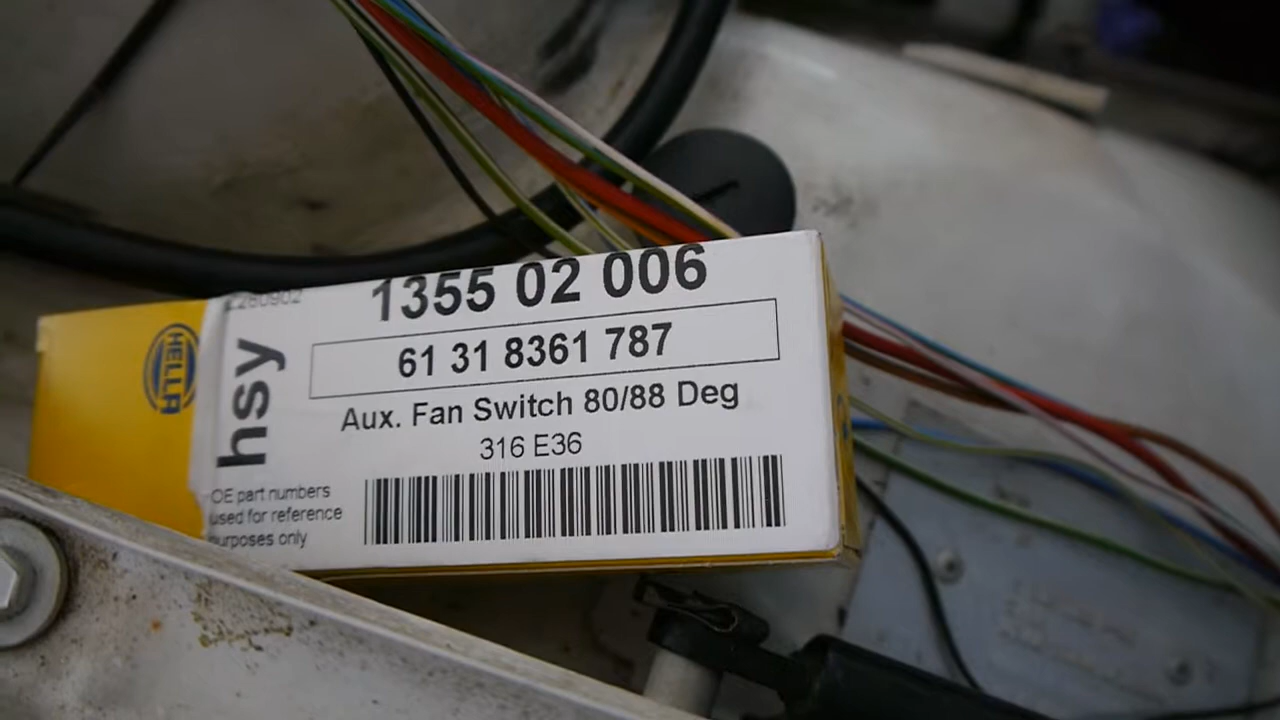 HELLA
hsy
1355 02 006
61 31 8361 787
Aux. Fan Switch 80/88 Deg
316 E36
OE part numbers
used for reference
purposes only